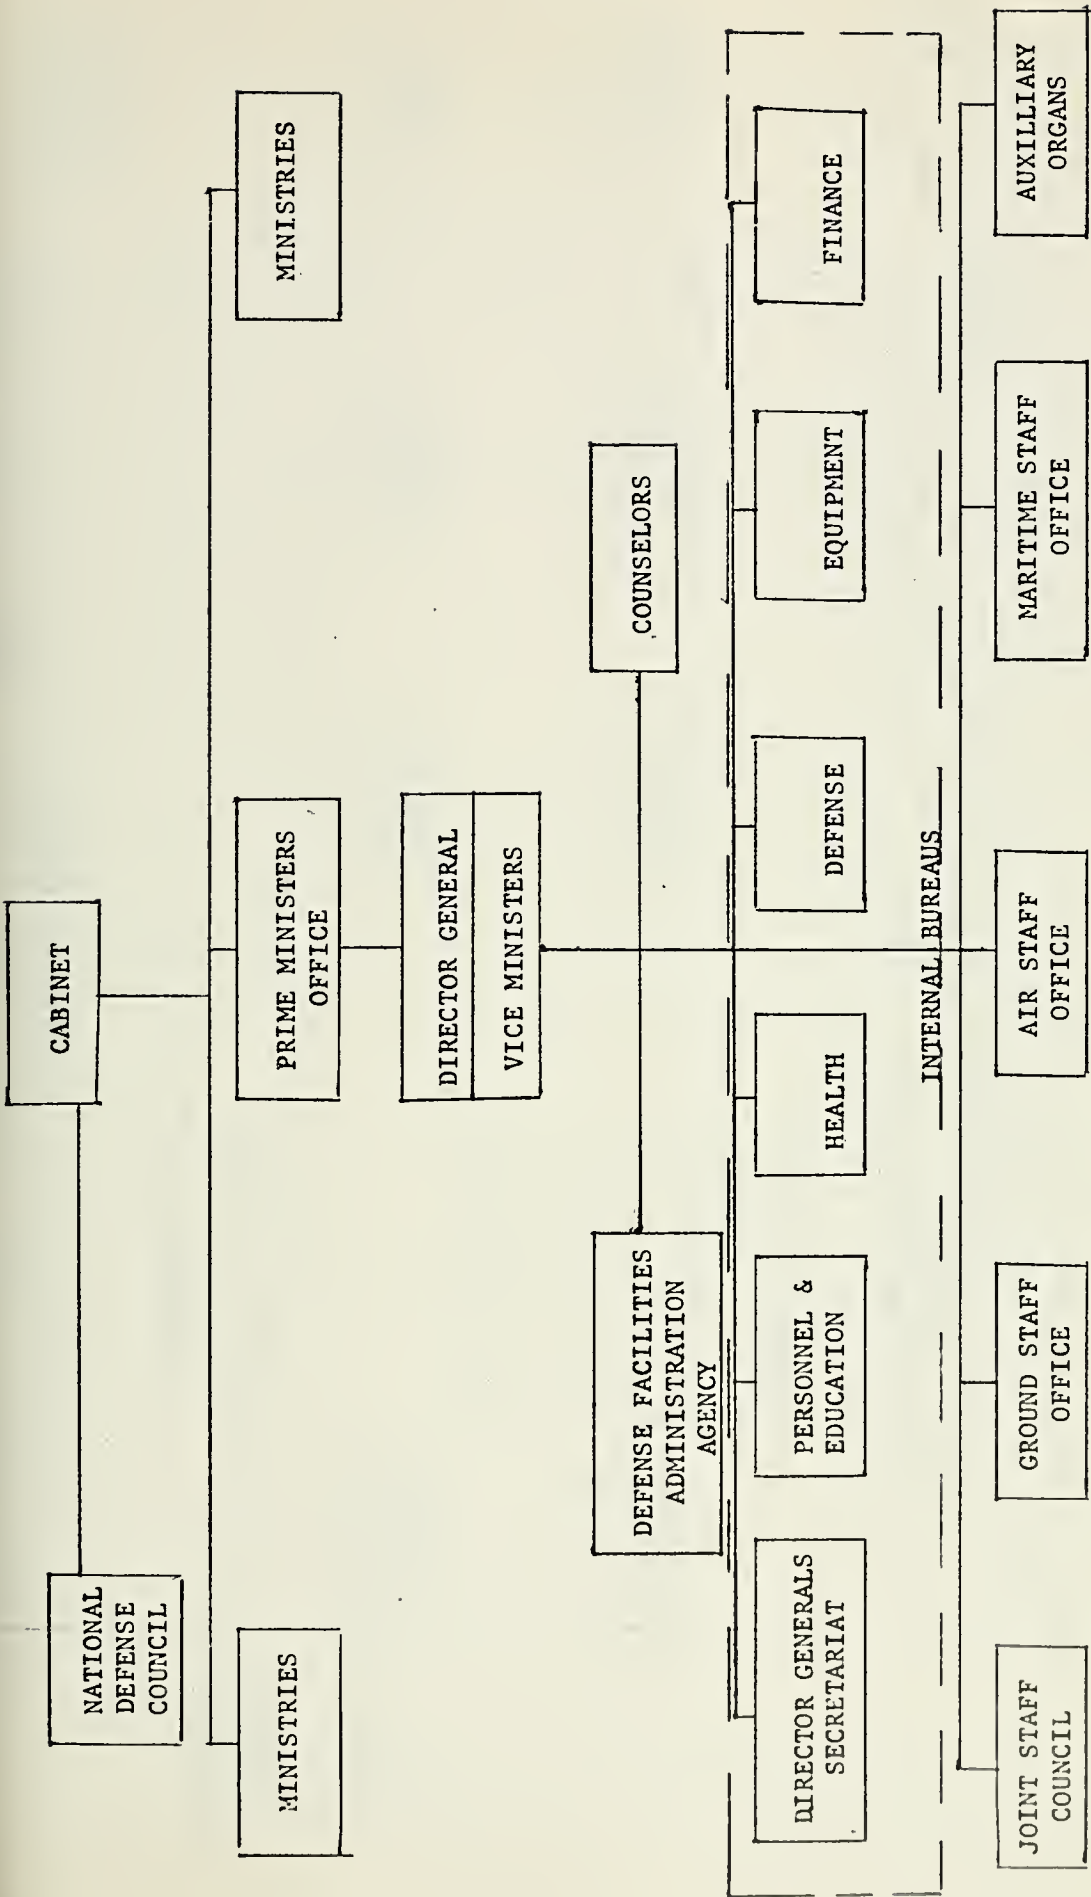 CABINET
NATIONAL
DEFENSE
COUNCIL
MINISTRIES
PRIME MINISTERS
OFFICE
MINISTRIES
DIRECTOR GENERAL
VICE MINISTERS
DEFENSE FACILITIES
ADMINISTRATION
AGENCY
COUNSELORS
DIRECTOR GENERALS
SECRETARIAT
PERSONNEL &
EDUCATION
HEALTH
DEFENSE
EQUIPMENT
FINANCE
INTERNAL BUREAUS
JOINT STAFF
COUNCIL
GROUND STAFF
OFFICE
AIR STAFF
OFFICE
MARITIME STAFF
OFFICE
AUXILLIARY
ORGANS